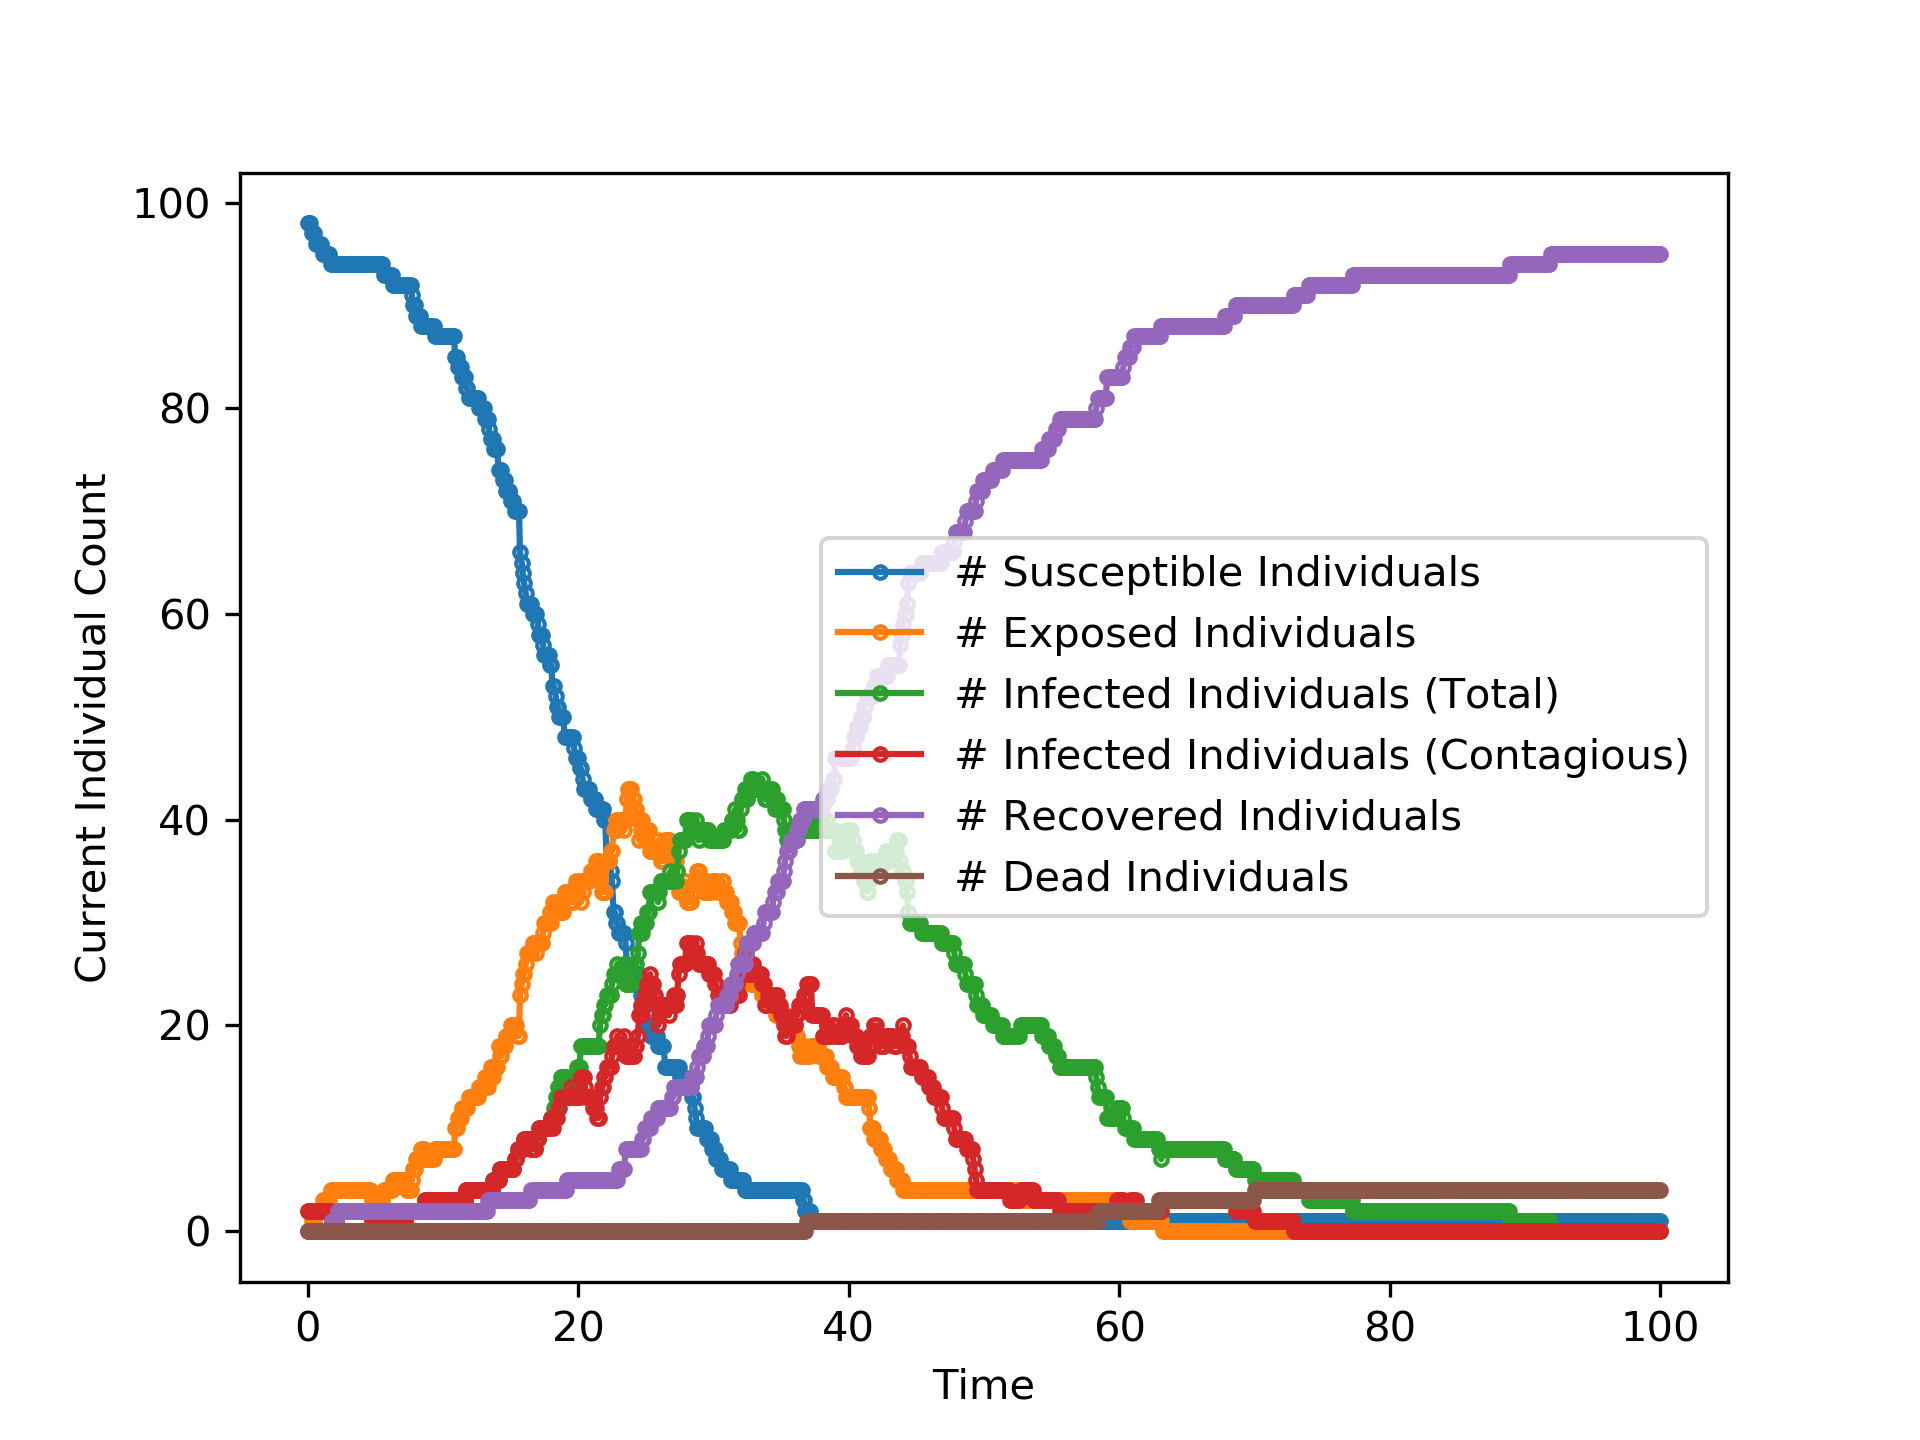 100
80
60
40
20
0
Current Individual Count
# Susceptible Individuals
# Exposed Individuals
# Infected Individuals (Total)
# Infected Individuals (Contagious)
# Recovered Individuals
# Dead Individuals
0 20 40 60 80 100
Time